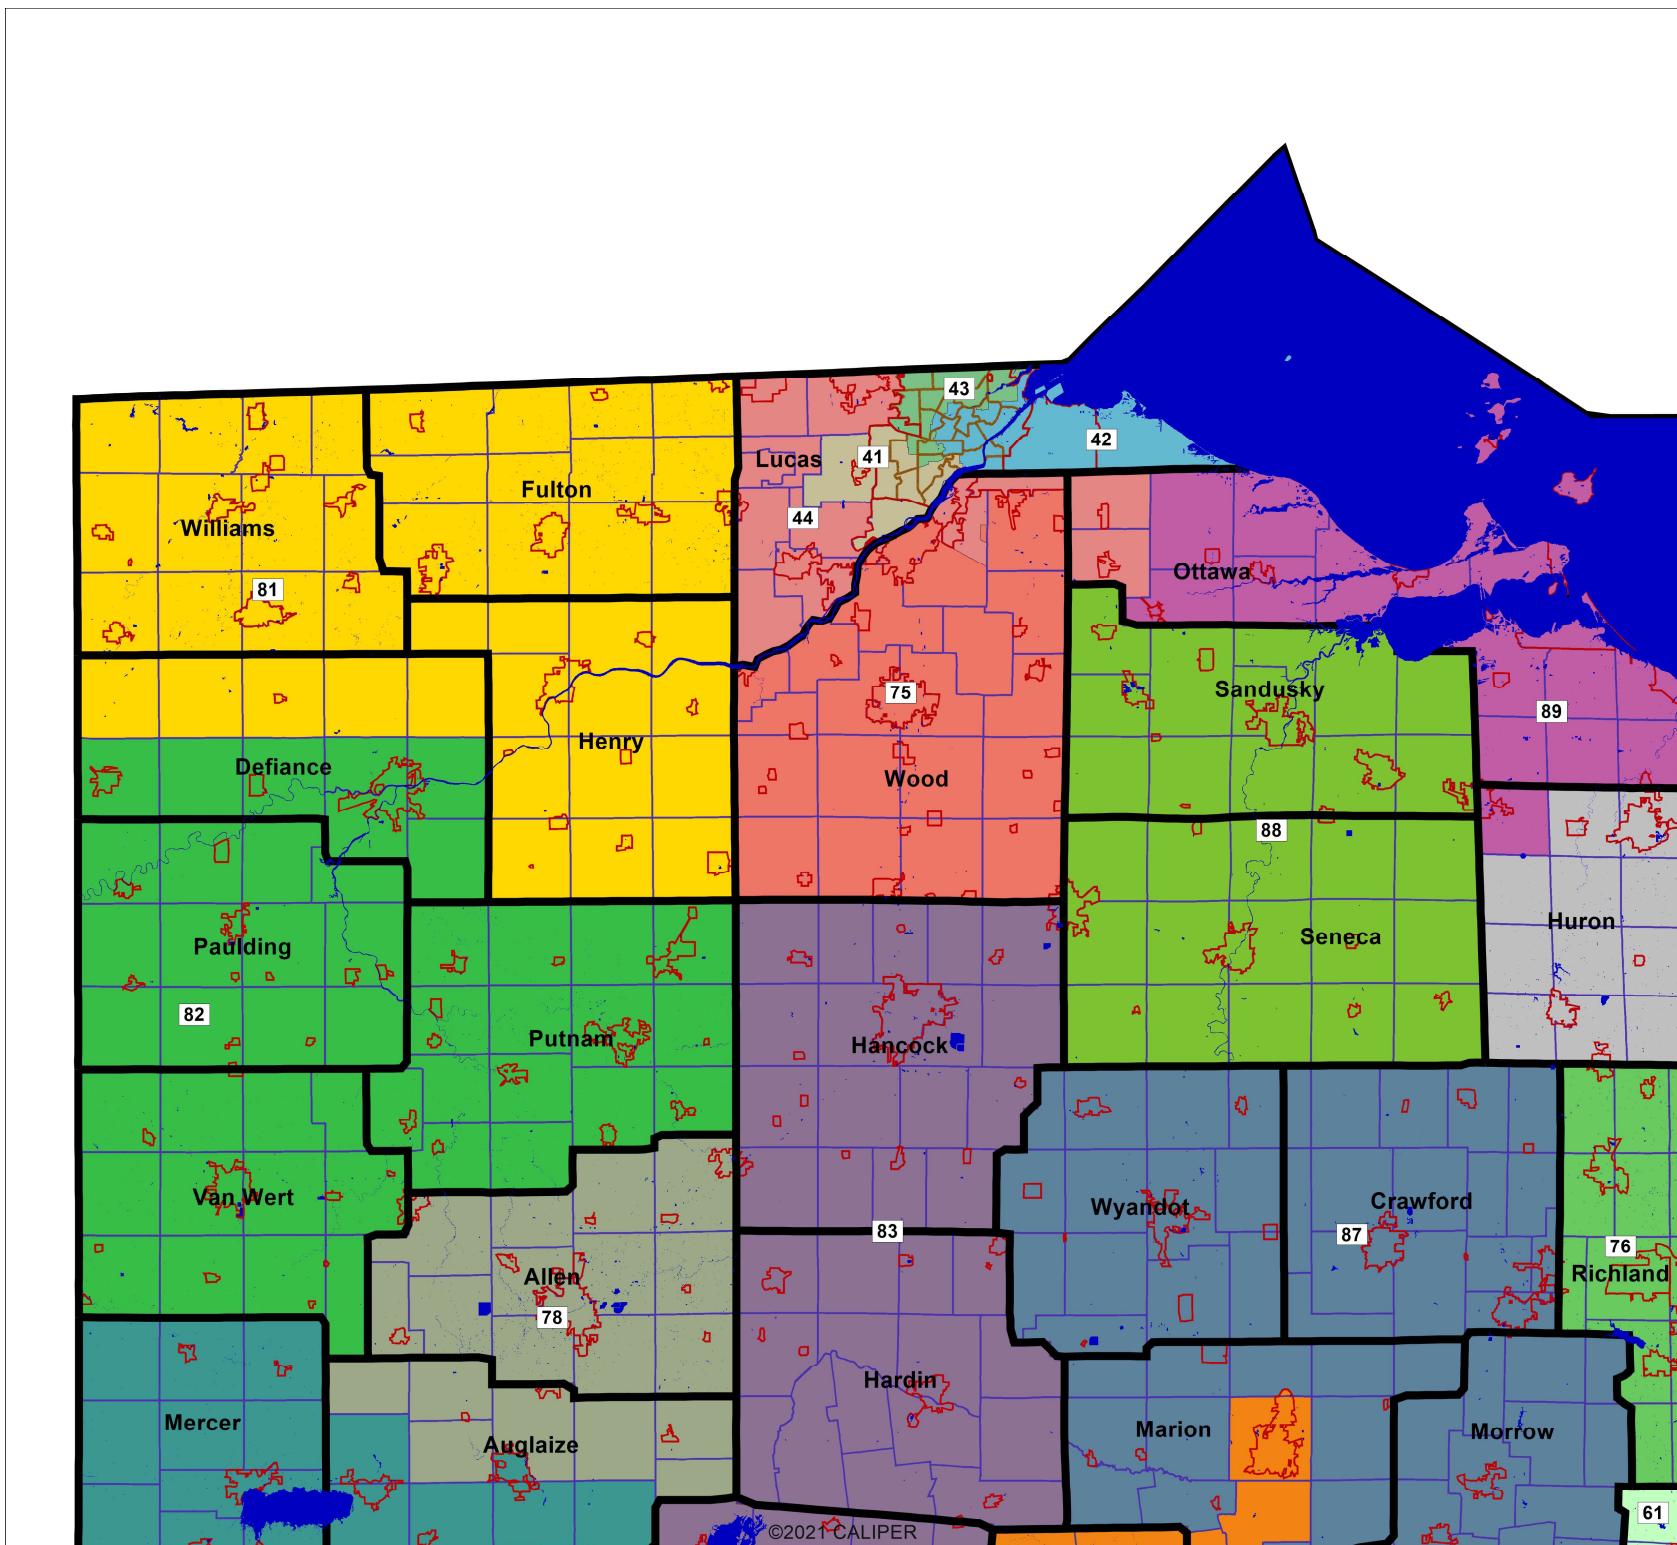 43
42
Lucas
41
Fulton
44
Williams
Ottawa
81
Sandusky
75
89
Henry
Defiance
Wood
88
Huron
Seneca
Paulding
82
Putnam
Hancock
Van Wert
Wyandot
Crawford
83
87
76
Richland
Allen
78
Hardin
Mercer
Marion
Morrow
Auglaize
61
©2021 CALIPER